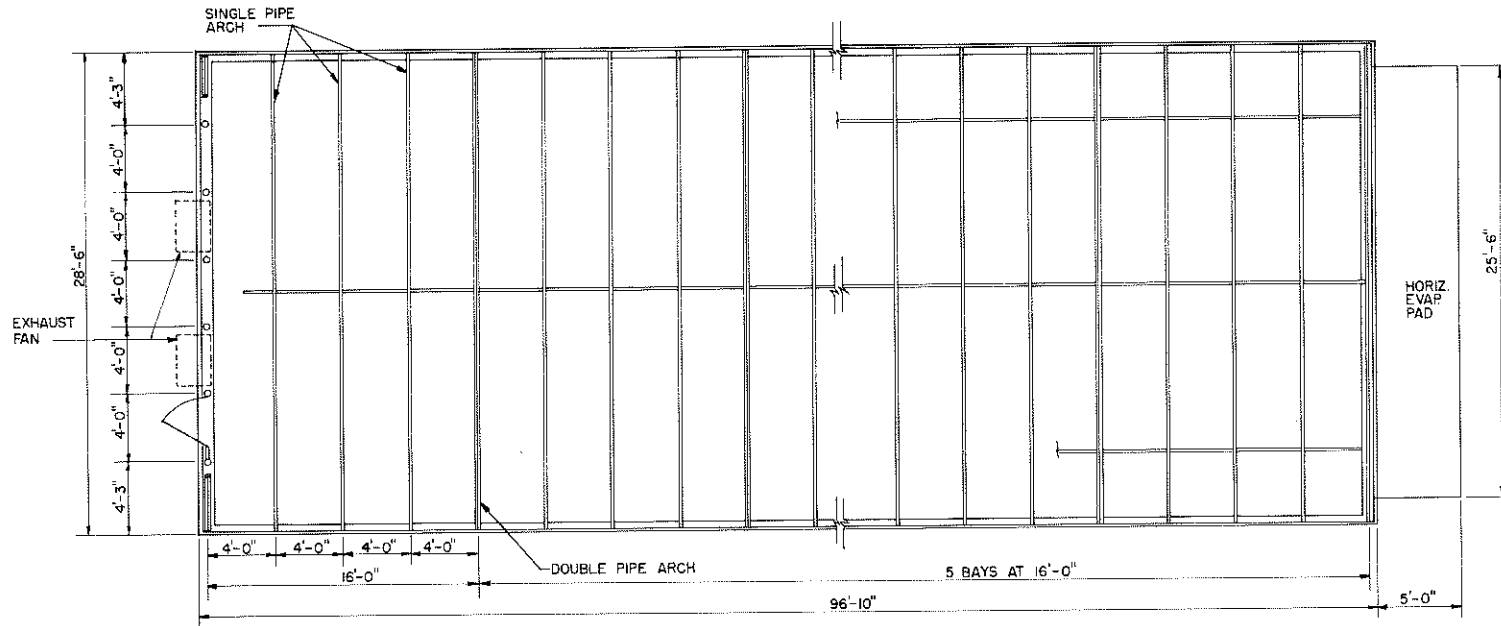 SINGLE PIPE
ARCH
4'-3"
4'-0"
4'-0"
4'-0"
4'-0"
4'-0"
4'-3"
28'-6"
EXHAUST
FAN
25'-6"
HORIZ.
EVAP.
PAD
4'-0" 4'-0" 4'-0" 4'-0"
DOUBLE PIPE ARCH
16'-0"
5 BAYS AT 16'-0"
96'-10"
5'-0"